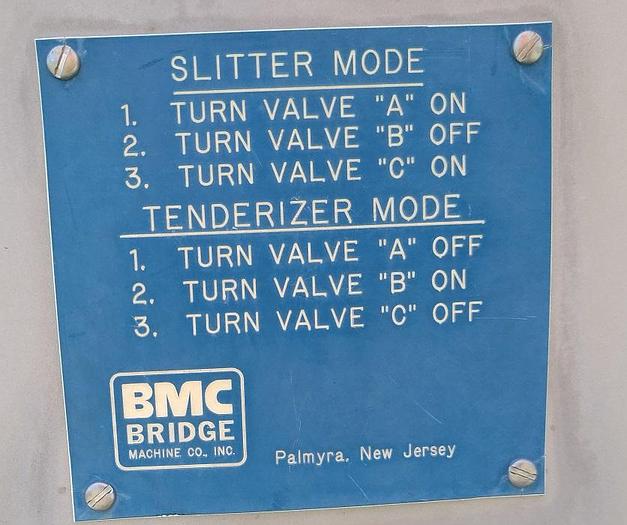 SLITTER MODE
1. TURN VALVE "A" ON
2. TURN VALVE "B" OFF
3. TURN VALVE "C" ON
TENDERIZER MODE
1. TURN VALVE "A" OFF
2. TURN VALVE "B" ON
3. TURN VALVE "C" OFF
BMC
BRIDGE
MACHINE CO., INC.
Palmyra, New Jersey